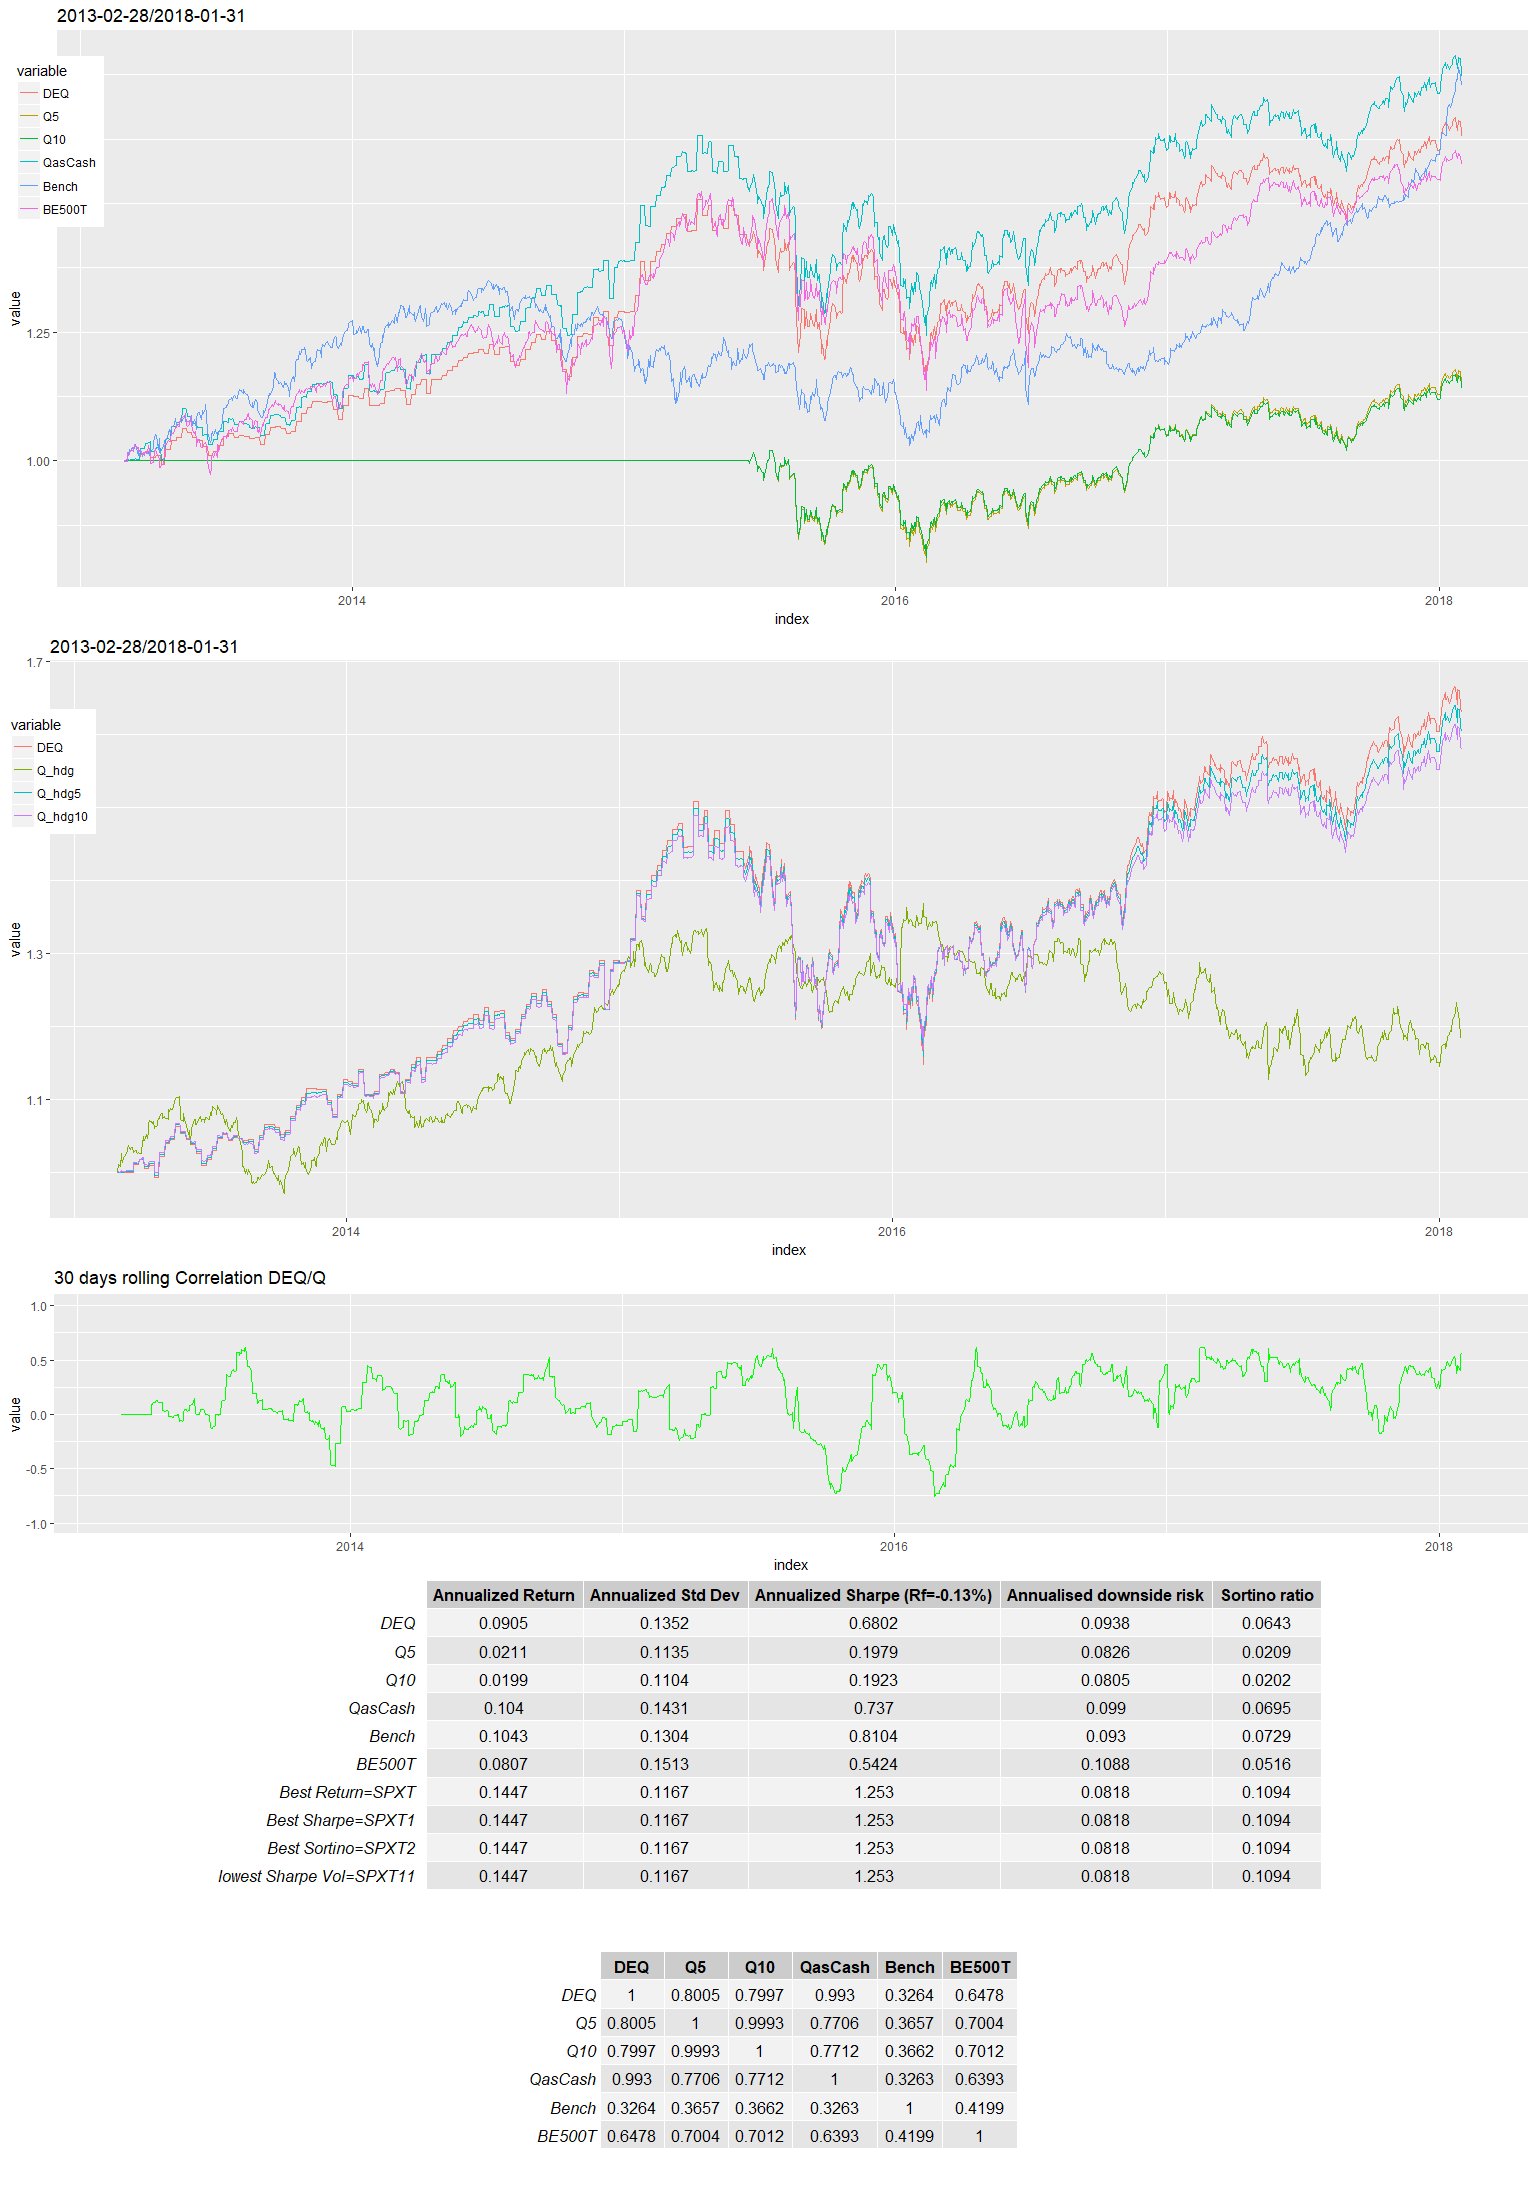 2013-02-28/2018-01-31
variable
DEQ
Q5
Q10
QasCash
Bench
BE500T
value
1.25
1.00
2014 2016 2018
index
2013-02-28/2018-01-31
1.7
variable
DEQ
Q_hdg
Q_hdg5
Q_hdg10
value
1.3
1.1
2014 2016 2018
index
30 days rolling Correlation DEQ/Q
1.0
0.5
value
0.0
-0.5
-1.0
2014 2016 2018
index
Annualized Return Annualized Std Dev Annualized Sharpe (Rf=-0.13%) Annualised downside risk Sortino ratio
DEQ 0.0905 0.1352 0.6802 0.0938 0.0643
Q5 0.0211 0.1135 0.1979 0.0826 0.0209
Q10 0.0199 0.1104 0.1923 0.0805 0.0202
QasCash 0.104 0.1431 0.737 0.099 0.0695
Bench 0.1043 0.1304 0.8104 0.093 0.0729
BE500T 0.0807 0.1513 0.5424 0.1088 0.0516
Best Return=SPXT 0.1447 0.1167 1.253 0.0818 0.1094
Best Sharpe=SPXT1 0.1447 0.1167 1.253 0.0818 0.1094
Best Sortino=SPXT2 0.1447 0.1167 1.253 0.0818 0.1094
lowest Sharpe Vol=SPXT11 0.1447 0.1167 1.253 0.0818 0.1094
DEQ Q5 Q10 QasCash Bench BE500T
DEQ 1 0.8005 0.7997 0.993 0.3264 0.6478
Q5 0.8005 1 0.9993 0.7706 0.3657 0.7004
Q10 0.7997 0.9993 1 0.7712 0.3662 0.7012
QasCash 0.993 0.7706 0.7712 1 0.3263 0.6393
Bench 0.3264 0.3657 0.3662 0.3263 1 0.4199
BE500T 0.6478 0.7004 0.7012 0.6393 0.4199 1